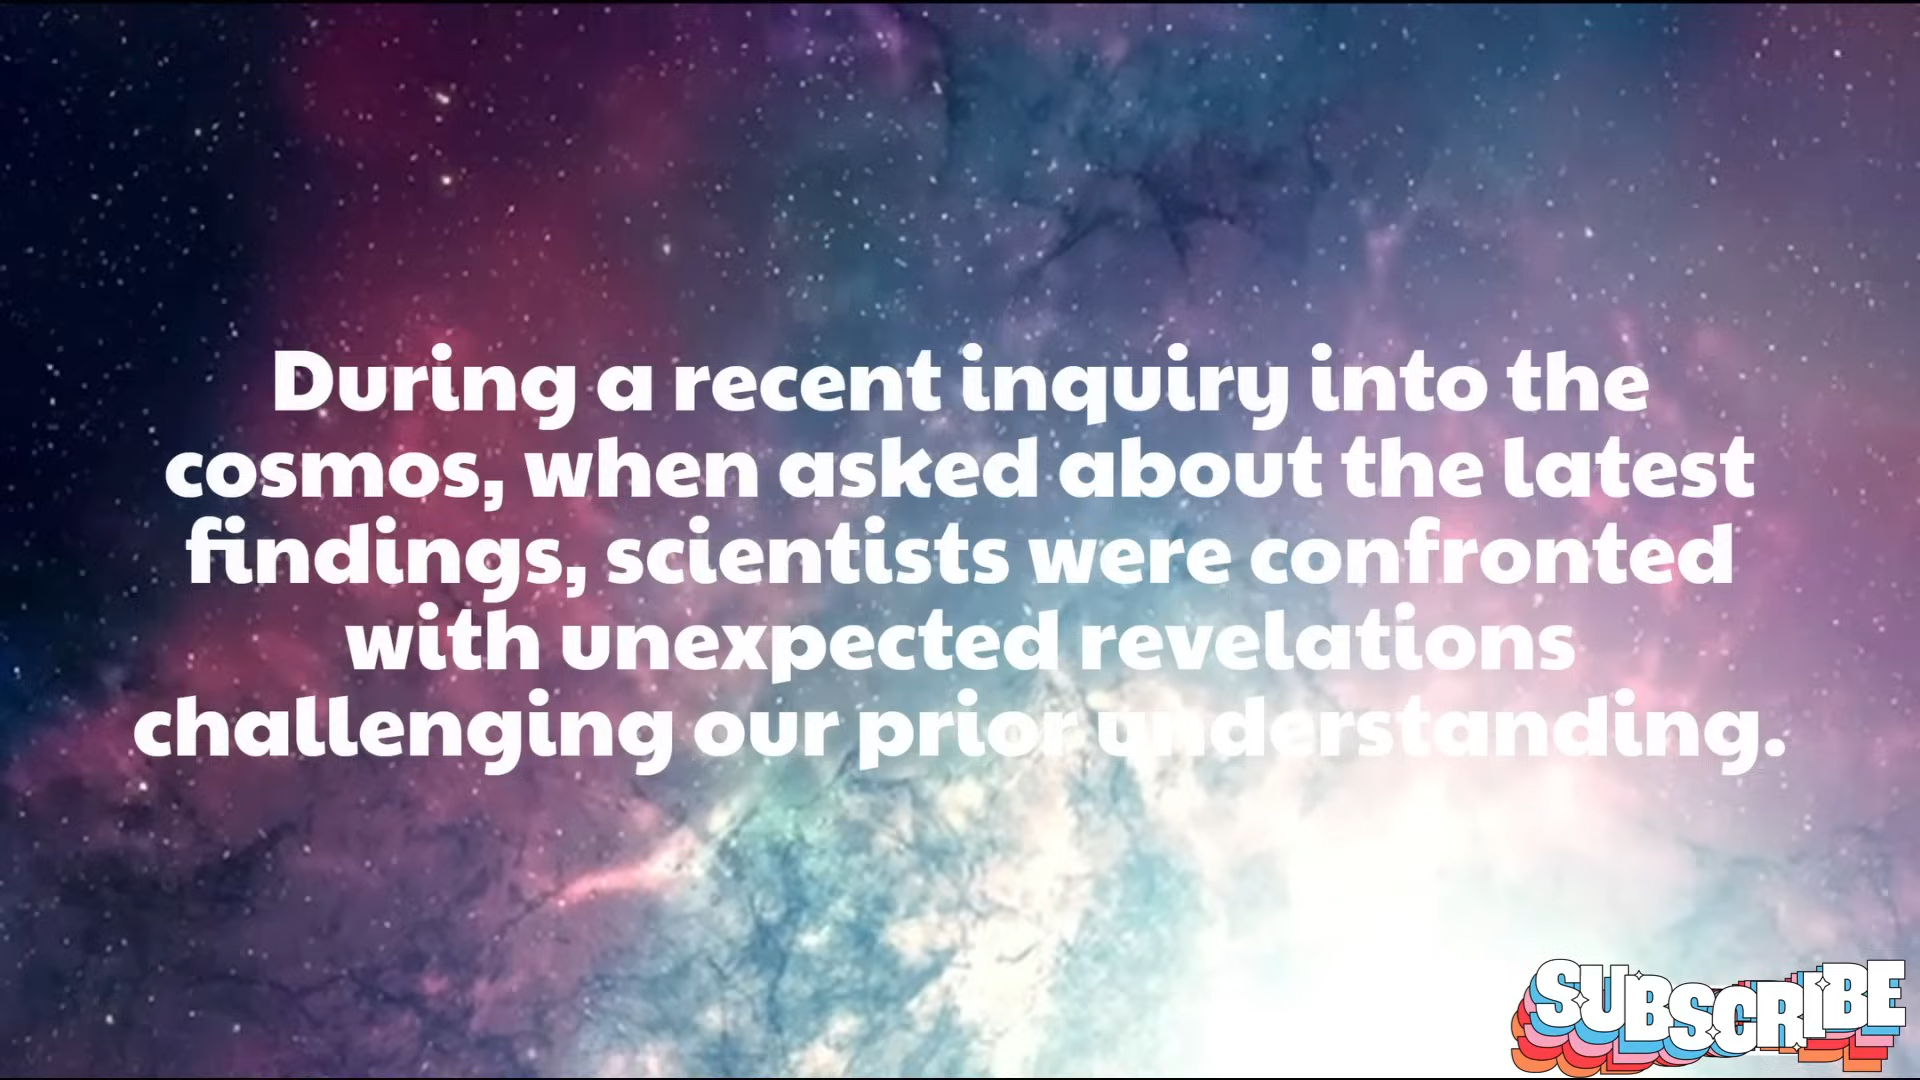 During a recent inquiry into the
cosmos, when asked about the latest
findings, scientists were confronted
with unexpected revelations
challenging our prior understanding.
SUBSCRIBE